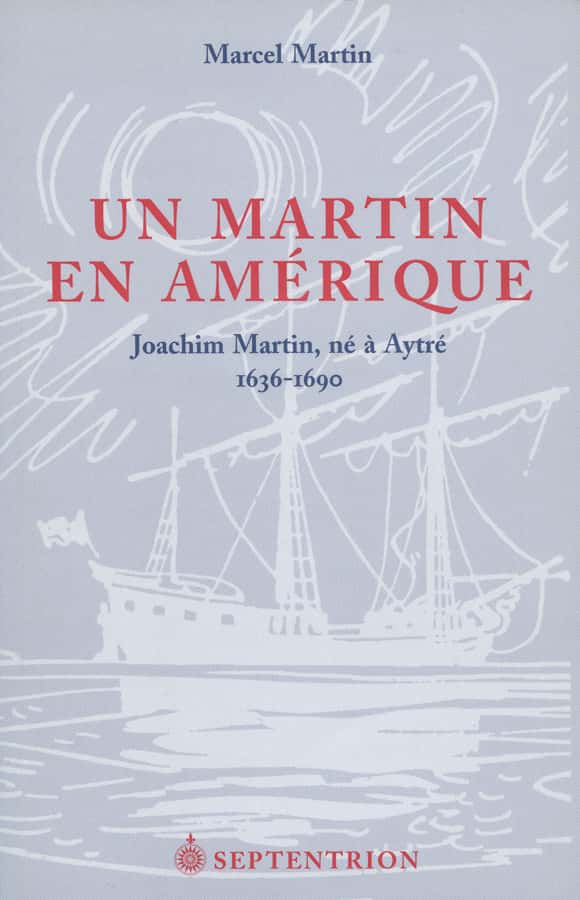 Marcel Martin
UN MARTIN
EN AMÉRIQUE
Joachim Martin, né à Aytré
1636-1690
SEPTENTRION